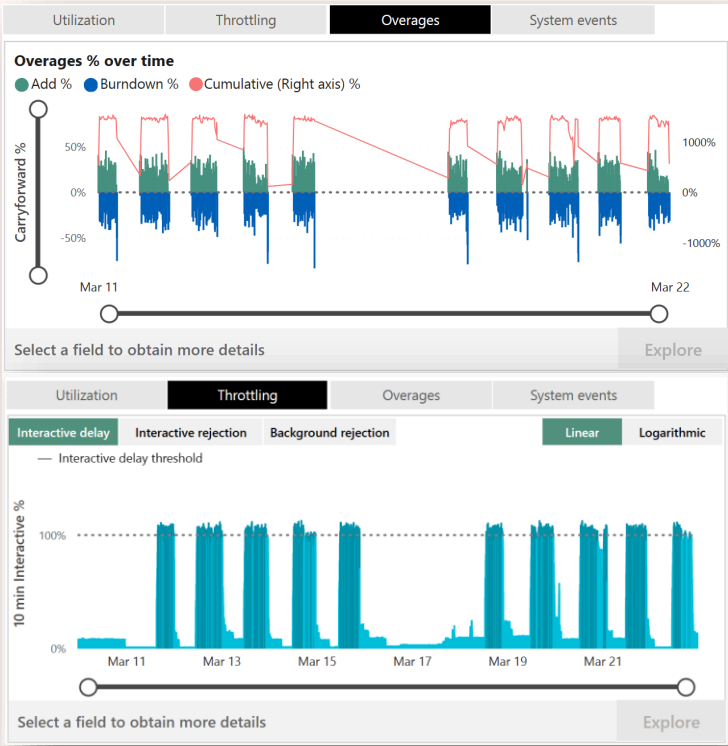 Utilization Throttling Overages System events
Overages % over time
Add % Burndown % Cumulative (Right axis) %
Carryforward %
50%
0%
-50%
1000%
0%
-1000%
Mar 11 Mar 22
Select a field to obtain more details Explore
Utilization Throttling Overages System events
Interactive delay Interactive rejection Background rejection Linear Logarithmic
Interactive delay threshold
10 min Interactive %
100%
0%
Mar 11 Mar 13 Mar 15 Mar 17 Mar 19 Mar 21
Select a field to obtain more details Explore